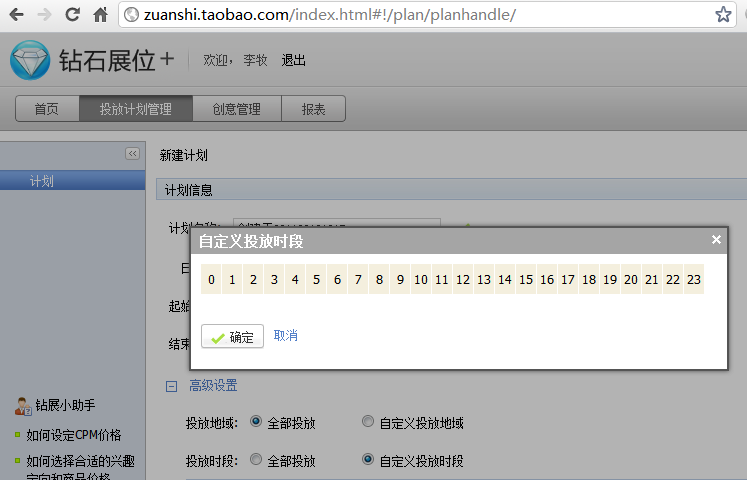 zuanshi.taobao.com/index.html#!/plan/planhandle/
钻石展位+ 欢迎， 李牧 退出
首页 投放计划管理 创意管理 报表
计划
新建计划
计划信息
计划名称:
自定义投放时段
日
0 1 2 3 4 5 6 7 8 9 10 11 12 13 14 15 16 17 18 19 20 21 22 23
起始
确定 取消
结束
高级设置
投放地域: 全部投放 自定义投放地域
投放时段: 全部投放 自定义投放时段
钻展小助手
如何设定CPM价格
如何选择合适的兴趣
定向和商品价格